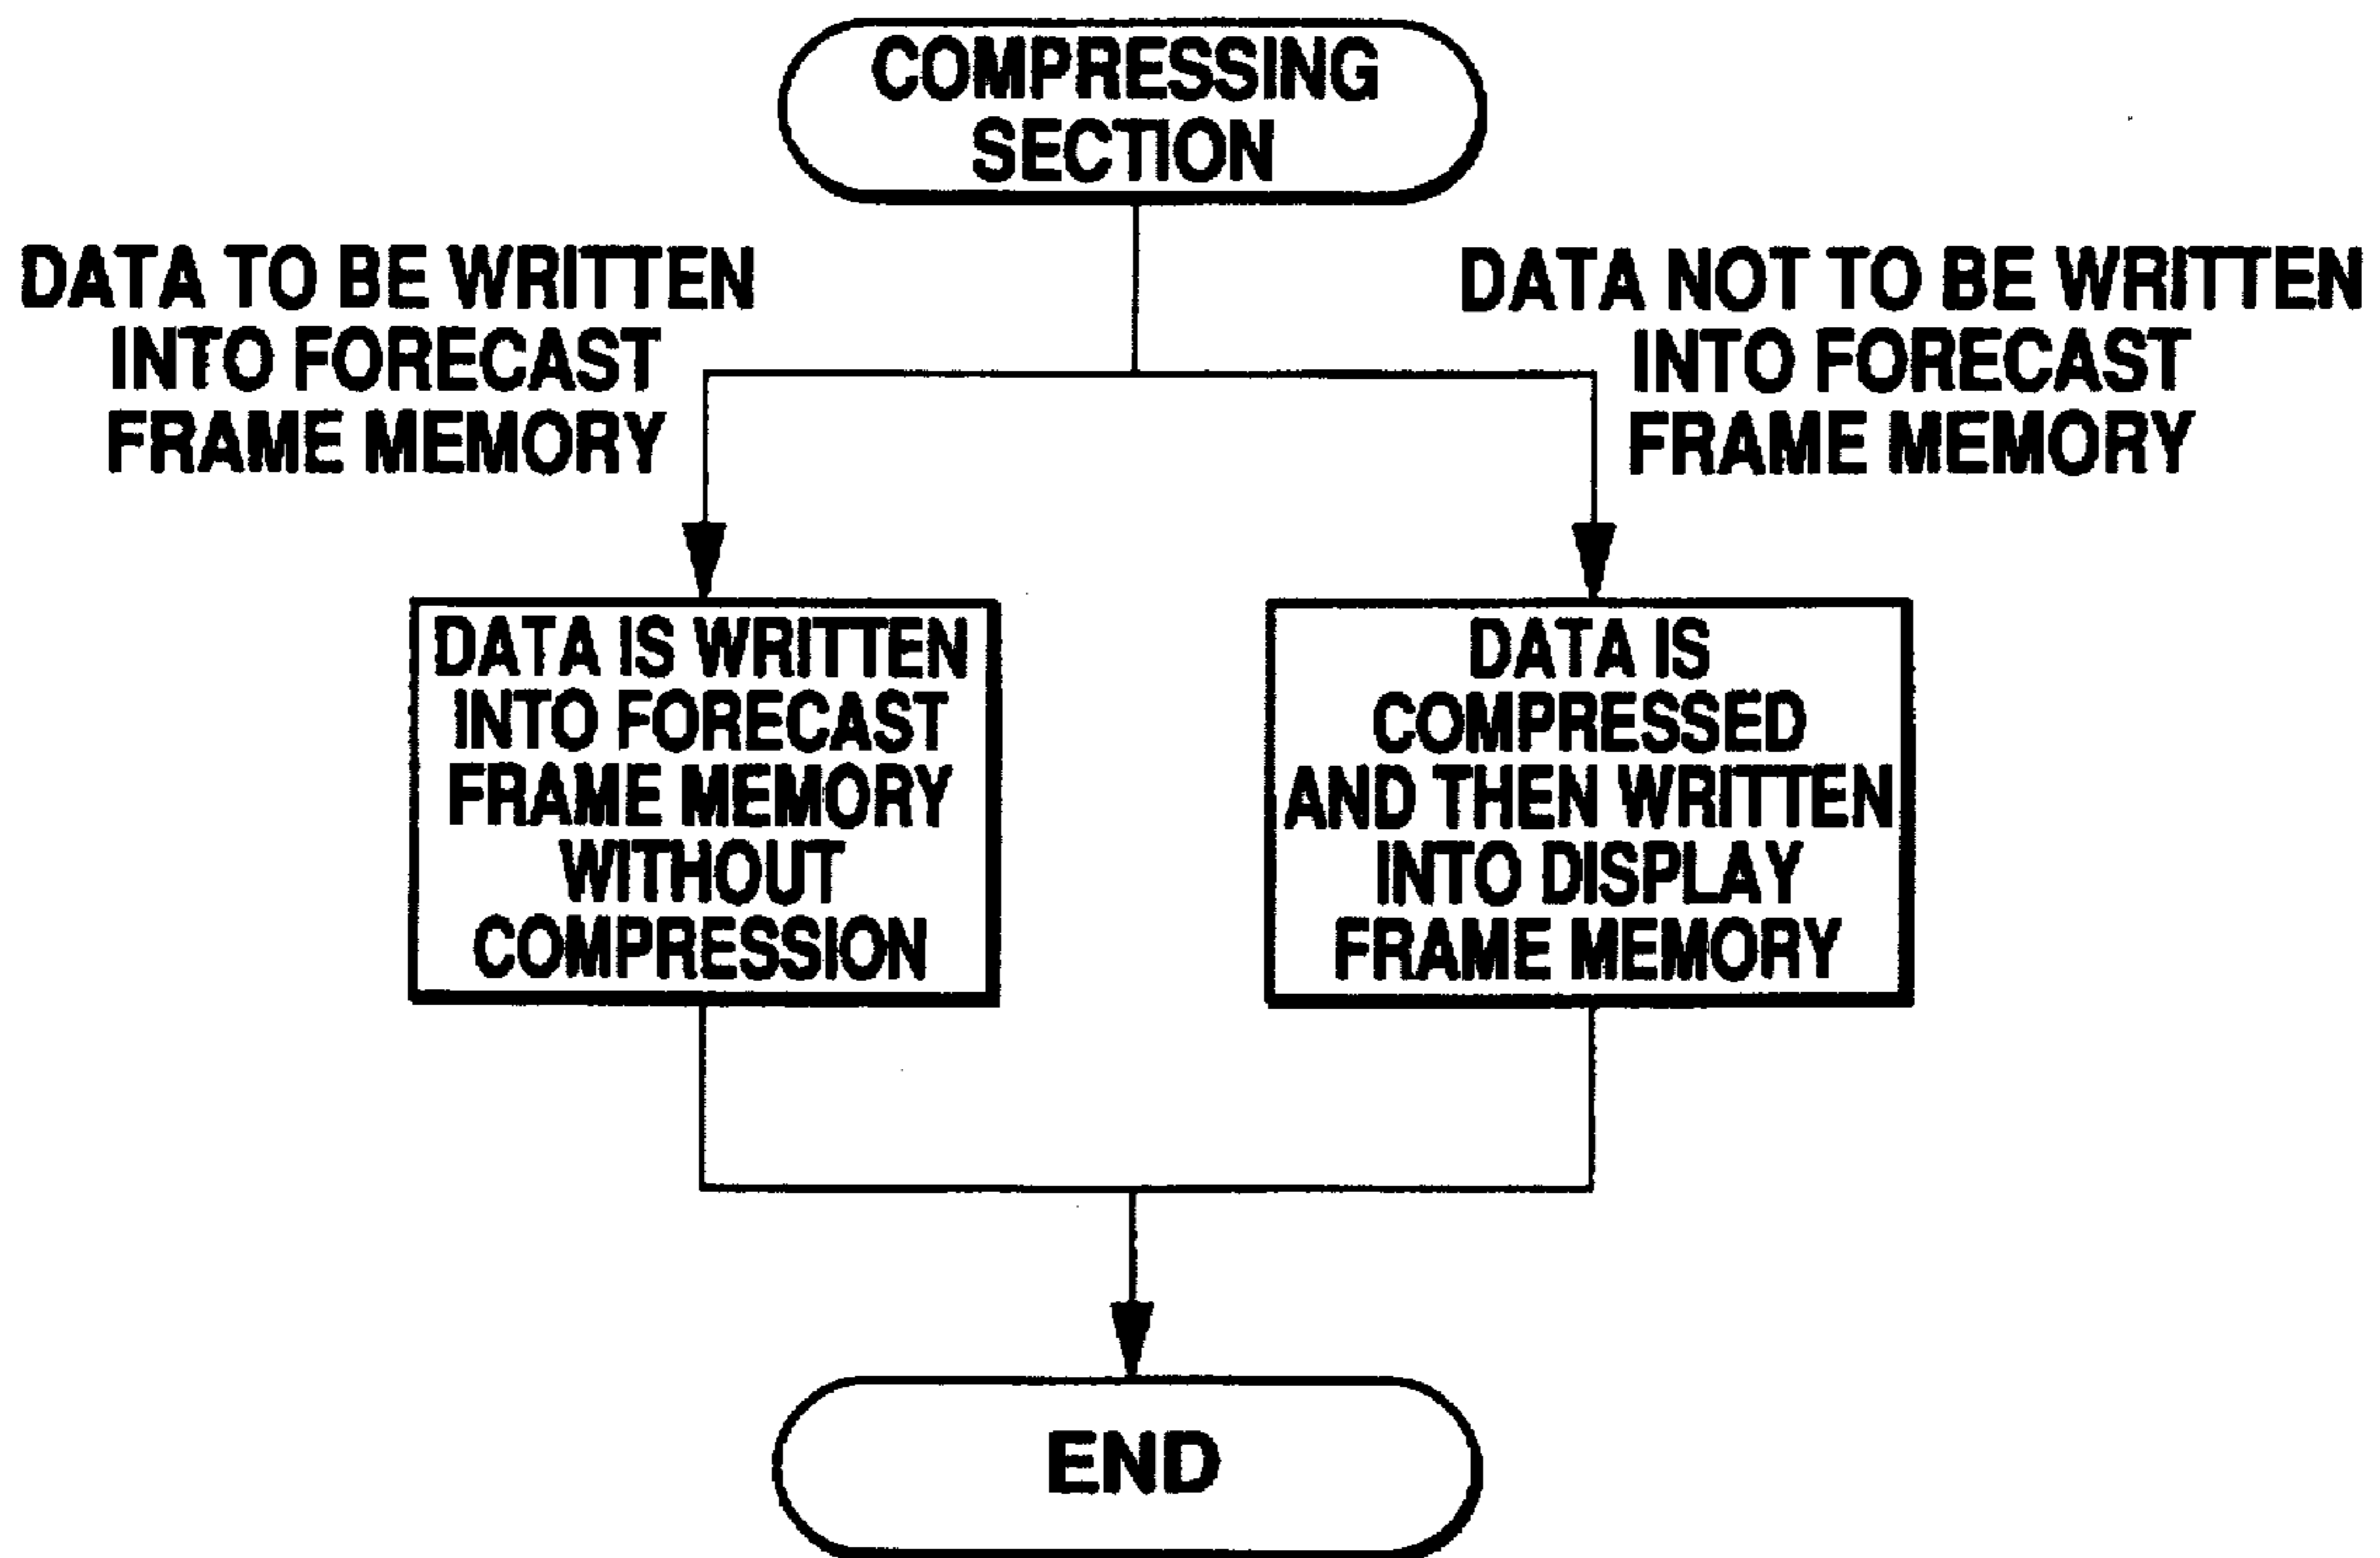 COMPRESSING
SECTION
DATA TO BE WRITTEN
INTO FORECAST
FRAME MEMORY
DATA NOT TO BE WRITTEN
INTO FORECAST
FRAME MEMORY
DATA IS WRITTEN
INTO FORECAST
FRAME MEMORY
WITHOUT
COMPRESSION
DATA IS
COMPRESSED
AND THEN WRITTEN
INTO DISPLAY
FRAME MEMORY
END